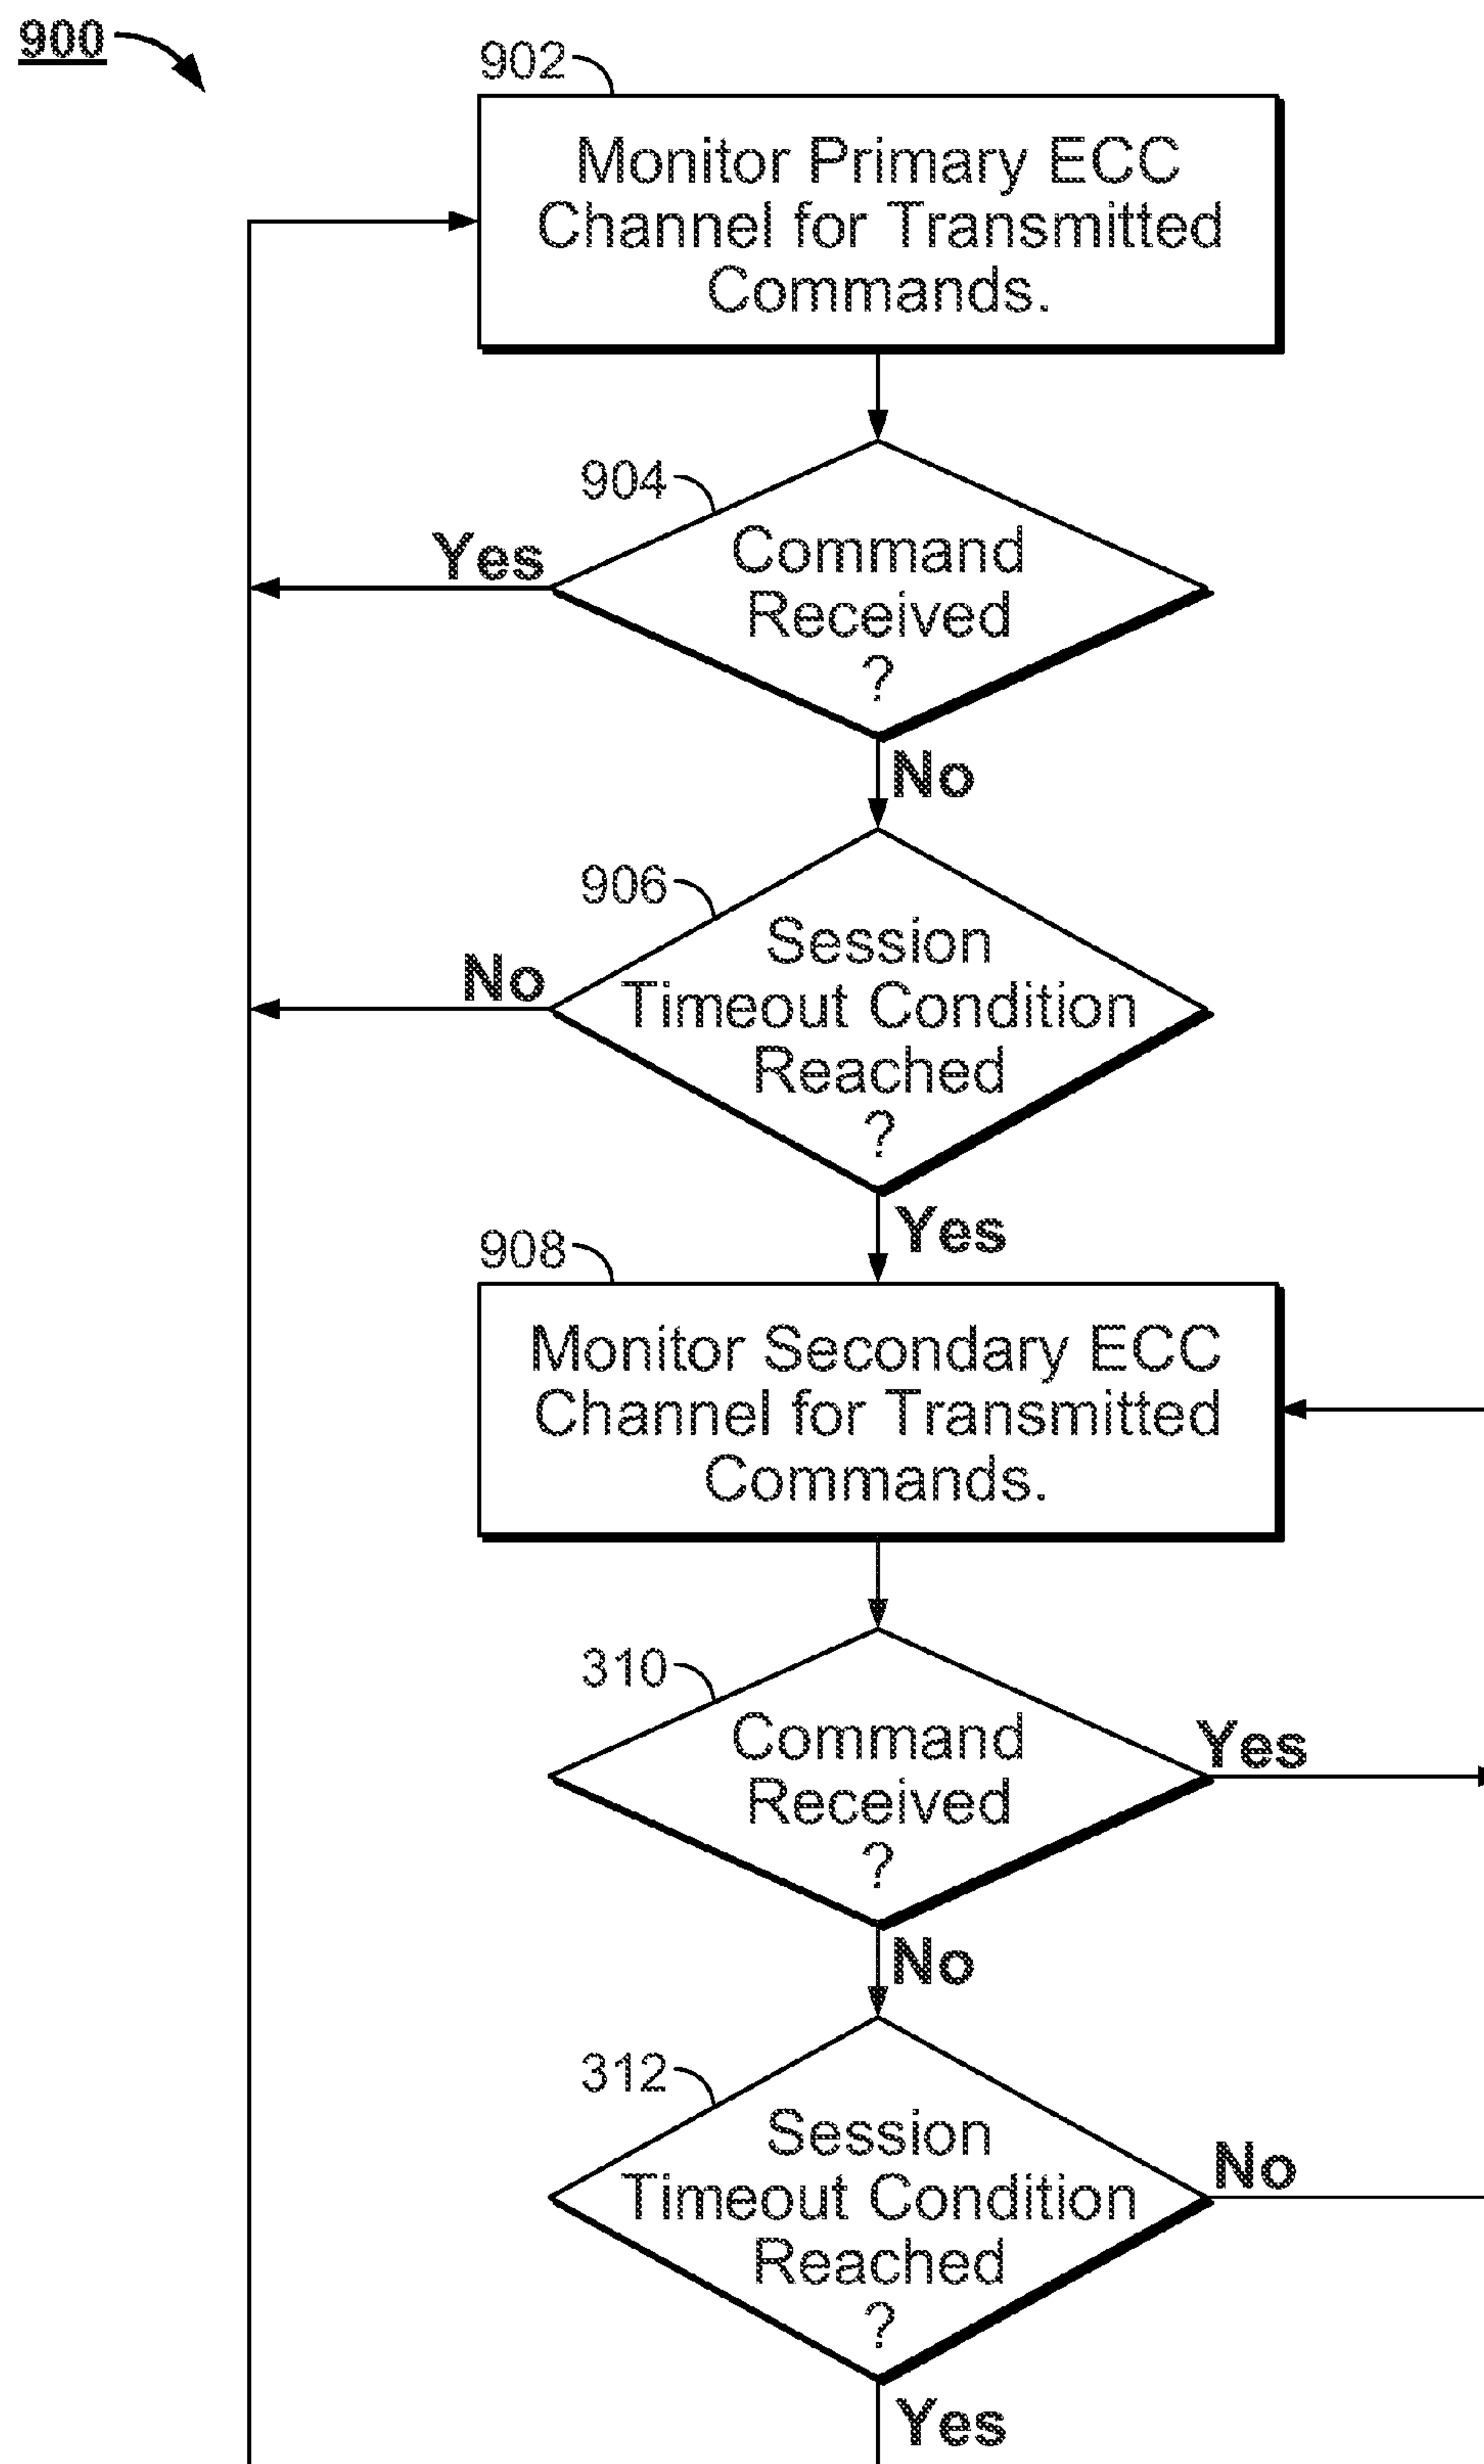 900
902
Monitor Primary ECC
Channel for Transmitted
Commands.
904
Command
Received
?
Yes
No
906
Session
Timeout Condition
Reached
?
No
Yes
908
Monitor Secondary ECC
Channel for Transmitted
Commands.
310
Command
Received
?
Yes
No
312
Session
Timeout Condition
Reached
?
No
Yes